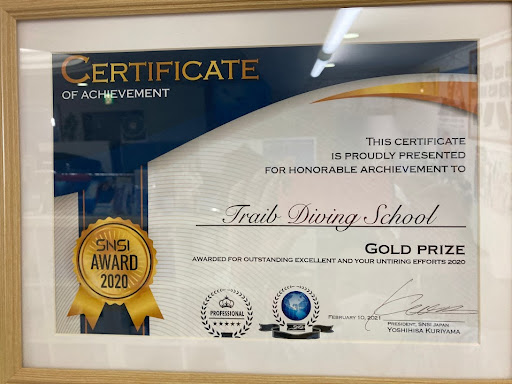 CERTIFICATE
OF ACHIEVEMENT
THIS CERTIFICATE
IS PROUDLY PRESENTED
FOR HONORABLE ARCHIEVEMENT TO
Traib Diving School
GOLD PRIZE
AWARDED FOR OUTSTANDING EXCELLENT AND YOUR UNTIRING EFFORTS 2020
SNSI
AWARD
2020
PROFESSIONAL
FEBRUARY 10, 2021
PRESIDENT, SNSI JAPAN
YOSHIHISA KURIYAMA